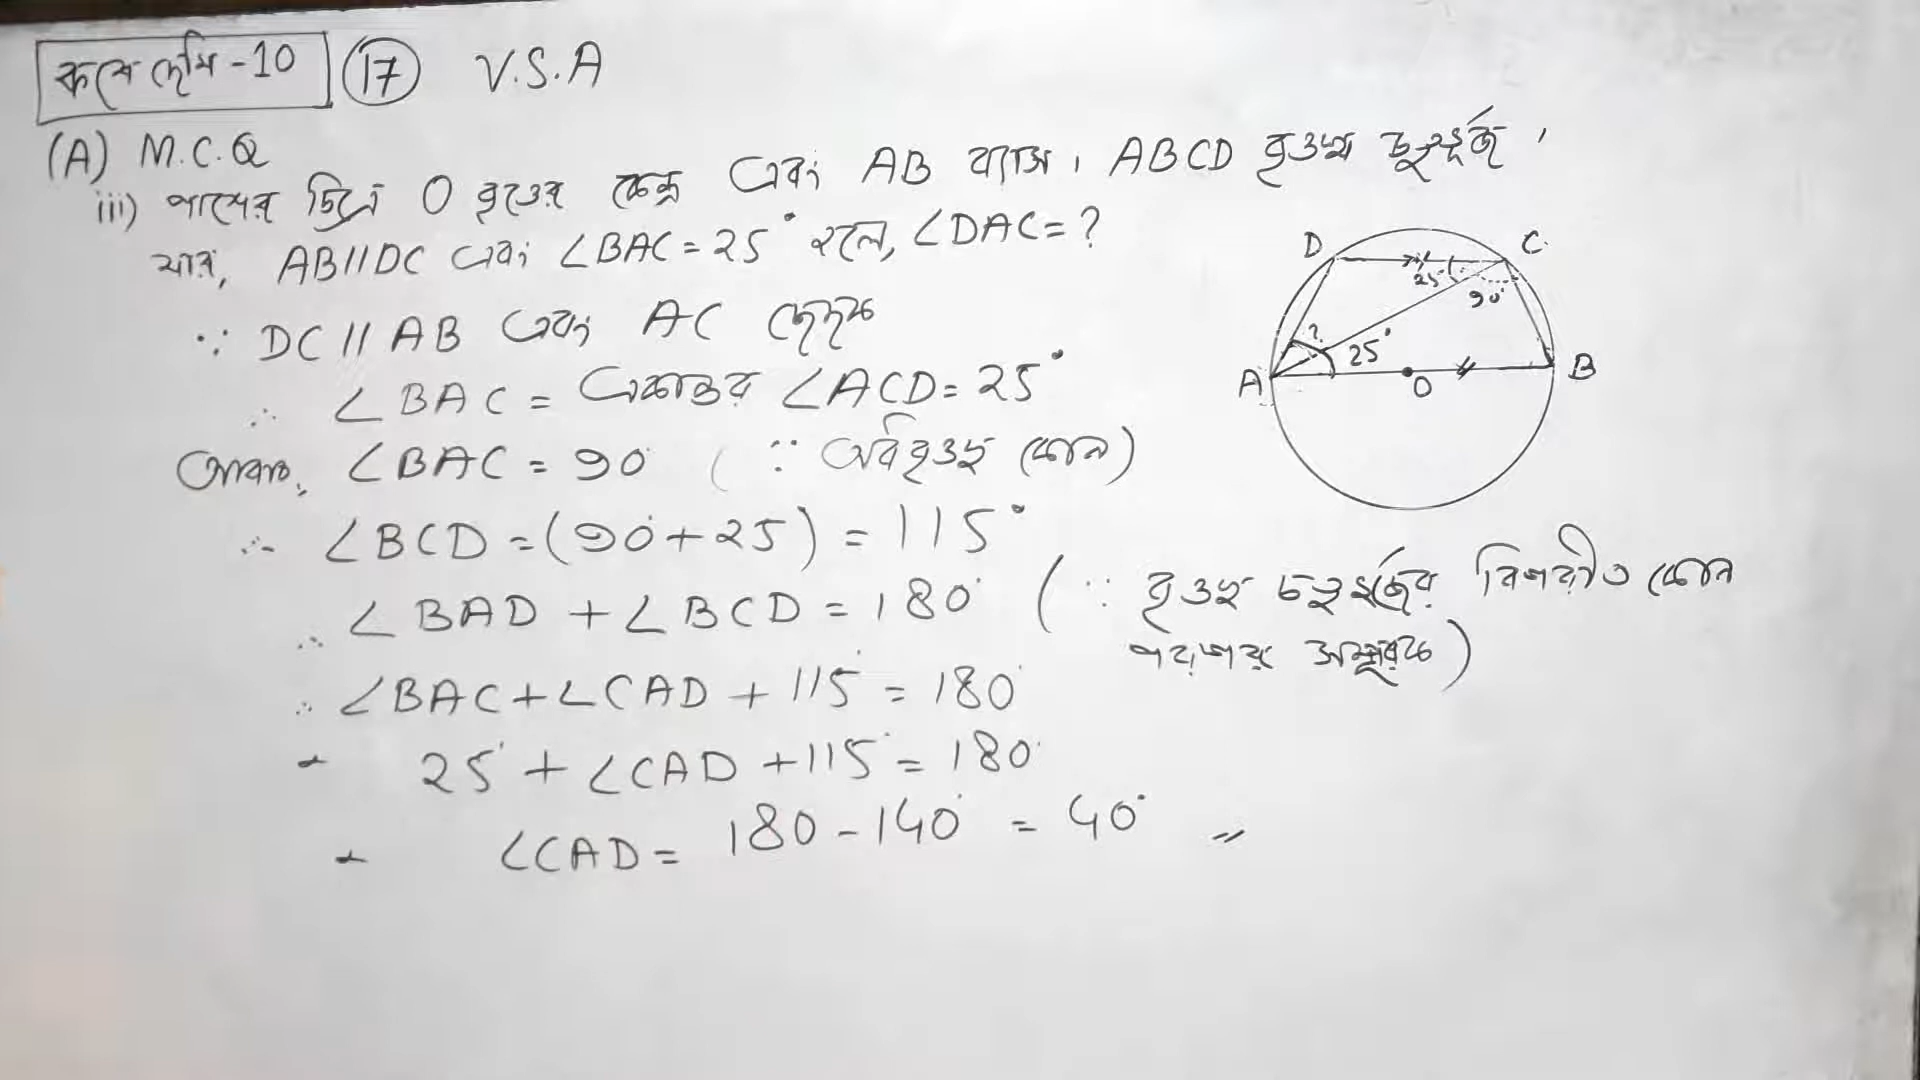 কষে দেখি - 10 (17) V.S.A
(A) M.C.Q
iii) পাশের চিত্রে O বৃত্তের কেন্দ্র এবং AB ব্যাস। ABCD বৃত্তস্থ চতুর্ভুজ,
যার, AB//DC এবং ∠BAC = 25° হলে, ∠DAC = ?
∵ DC // AB এবং AC ছেদক
∴ ∠BAC = একান্তর ∠ACD = 25°
আবার, ∠BAC = 90° (∵ অর্ধবৃত্তস্থ কোন)
∴ ∠BCD = (90° + 25) = 115°
∴ ∠BAD + ∠BCD = 180° (∵ বৃত্তস্থ চতুর্ভুজের বিপরীত কোন
পরস্পর সম্পূরক)
∴ ∠BAC + ∠CAD + 115° = 180°
25° + ∠CAD + 115° = 180°
∠CAD = 180 - 140° = 40°
D C
25°
90°
? 25°
A O B